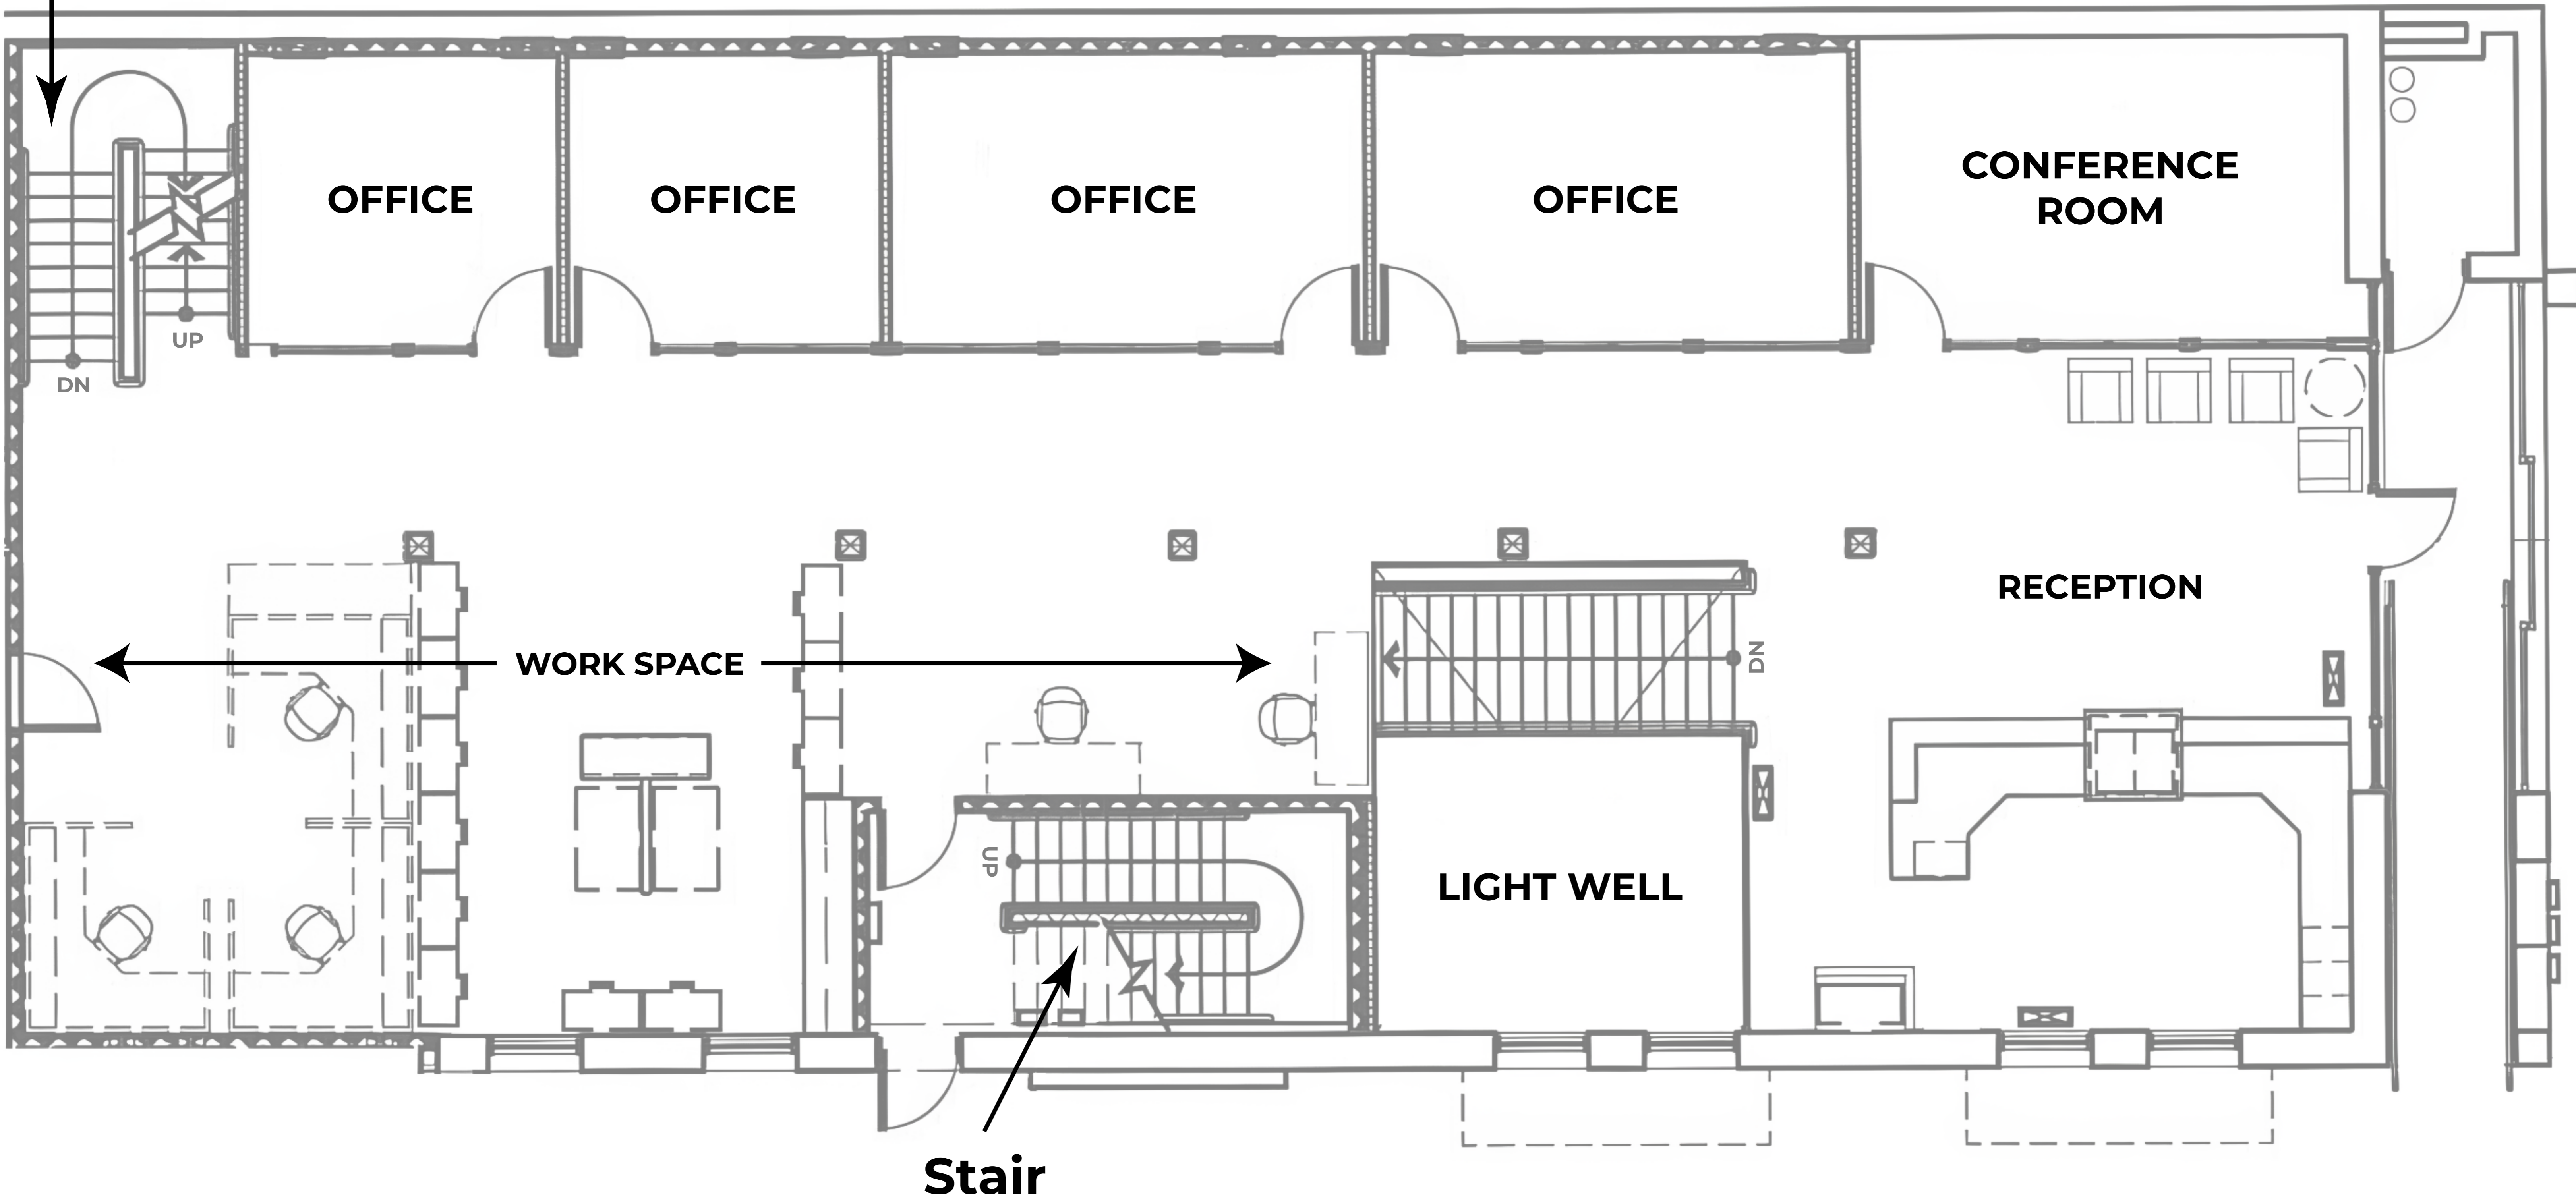 OFFICE
OFFICE
OFFICE
OFFICE
CONFERENCE
ROOM
UP
DN
RECEPTION
WORK SPACE
DN
UP
LIGHT WELL
Stair